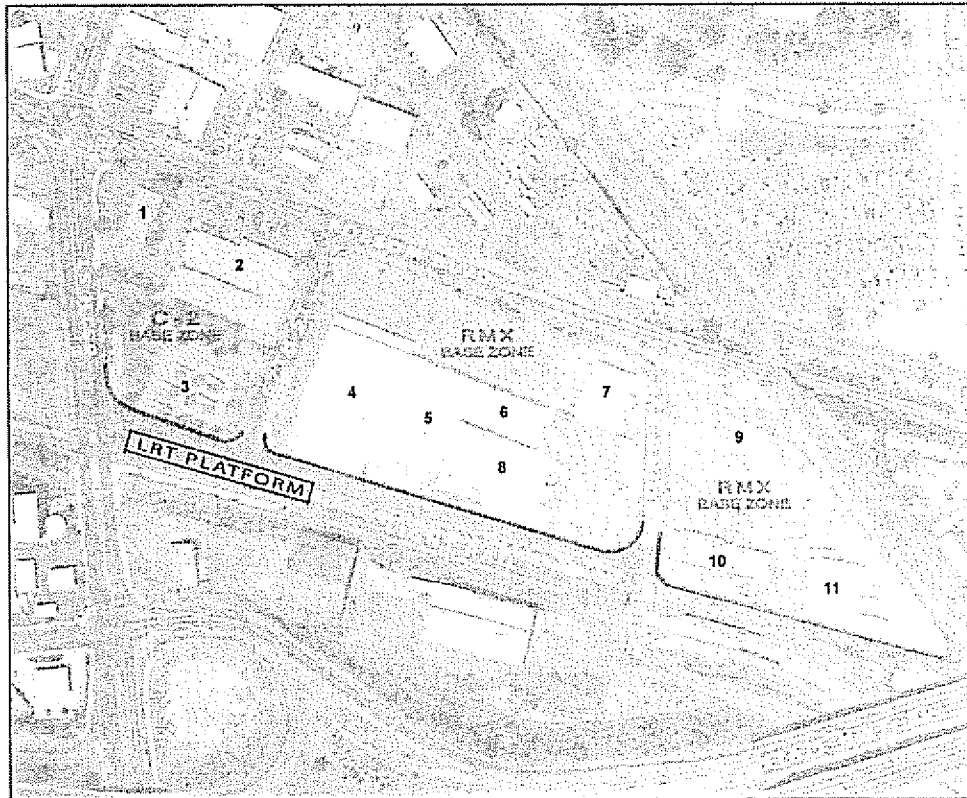 1
2
C-2
BASE ZONE
RMX
BASE ZONE
3
4
5
6
7
8
LRT PLATFORM
9
RMX
BASE ZONE
10
11